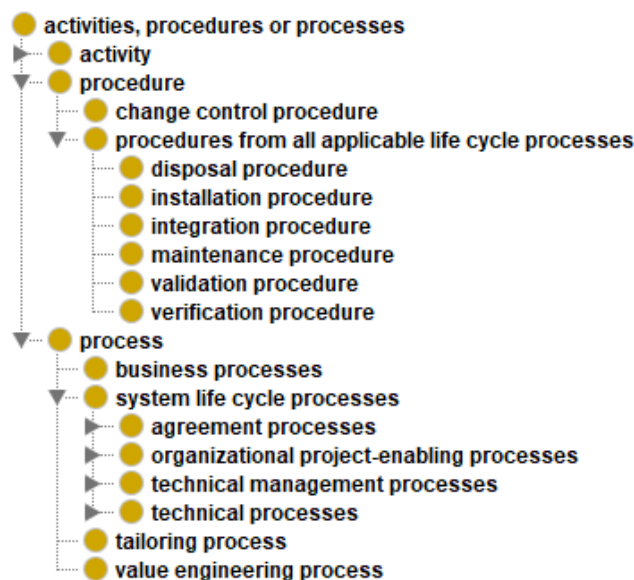 activities, procedures or processes
activity
procedure
change control procedure
procedures from all applicable life cycle processes
disposal procedure
installation procedure
integration procedure
maintenance procedure
validation procedure
verification procedure
process
business processes
system life cycle processes
agreement processes
organizational project-enabling processes
technical management processes
technical processes
tailoring process
value engineering process